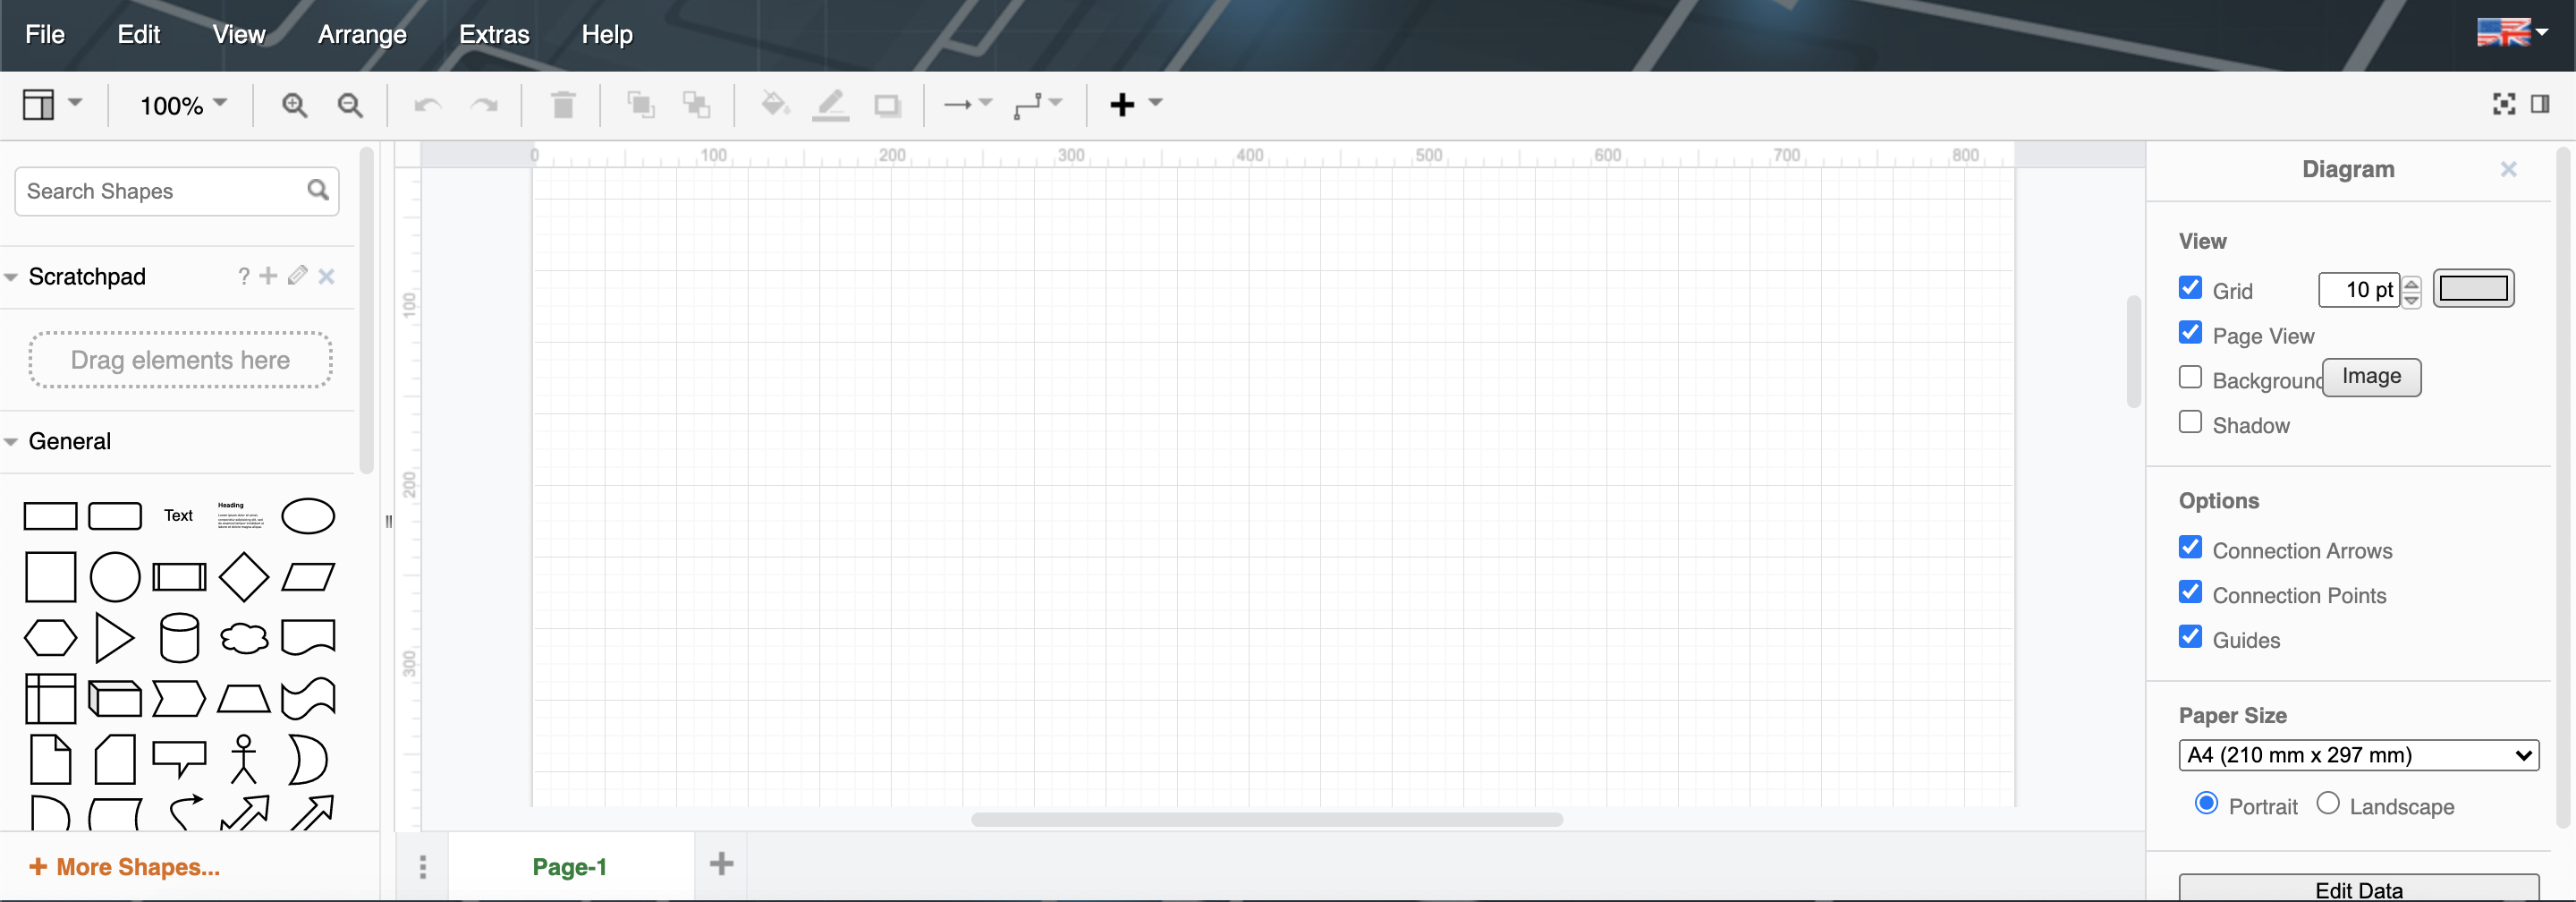 File Edit View Arrange Extras Help
100%
Search Shapes
Scratchpad ?
Drag elements here
General
Text
Heading
+ More Shapes...
0 100 200 300 400 500 600 700 800
100
200
300
Page-1
Diagram
View
Grid 10 pt
Page View
Background Image
Shadow
Options
Connection Arrows
Connection Points
Guides
Paper Size
A4 (210 mm x 297 mm)
Portrait Landscape
Edit Data